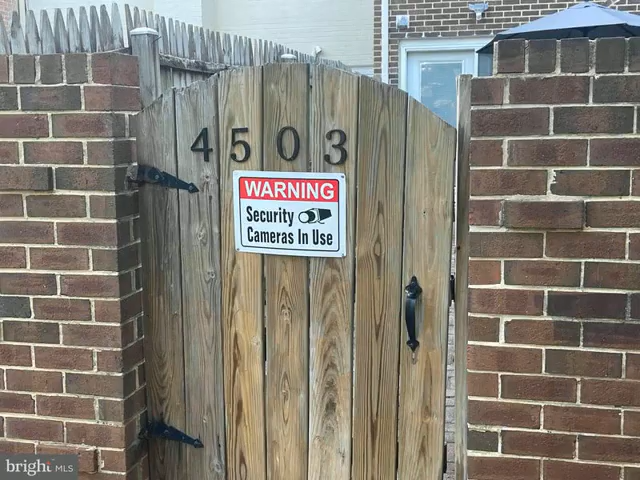 4503
WARNING
Security
Cameras In Use
bright MLS